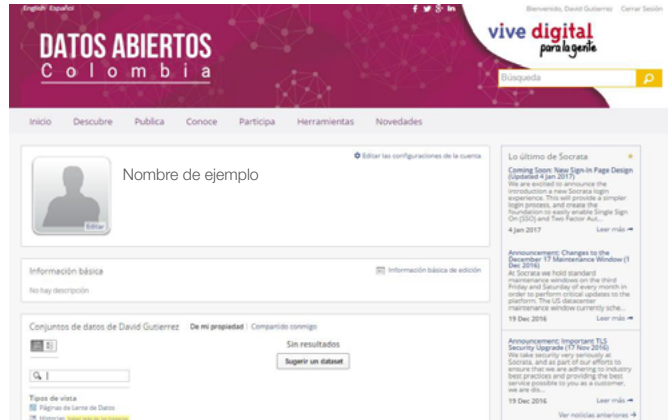 English Español
Bienvenido, David Gutierrez Cerrar Sesión
DATOS ABIERTOS
Colombia
vive digital
para la gente
Búsqueda
Inicio Descubre Publica Conoce Participa Herramientas Novedades
Editar las configuraciones de la cuenta
Nombre de ejemplo
Editar
Información básica
Información básica de edición
No hay descripción
Conjuntos de datos de David Gutierrez De mi propiedad Compartido conmigo
Sin resultados
Sugerir un dataset
Tipos de vista
Páginas de Lente de Datos
Historias
Lo último de Socrata
Coming Soon: New Sign-In Page Design
(Updated 4 Jan 2017)
We are excited to announce the
introduction a new Socrata login
experience. This will provide a simpler
login process, and create the
foundation to easily enable Single Sign
On (SSO) and Two Factor Aut...
4 Jan 2017 Leer más
Announcement: Changes to the
December 17 Maintenance Window (1
Dec 2016)
At Socrata we hold standard
maintenance windows on the third
Friday and Saturday of every month in
order to perform critical updates to the
platform. The US datacenter
maintenance window currently sche...
19 Dec 2016 Leer más
Announcement: Important TLS
Security Upgrade (17 Nov 2016)
We take security very seriously at
Socrata, and as part of our efforts to
ensure that we are adhering to industry
best practices and providing the best
service possible to you as a customer,
we are dis...
19 Dec 2016 Leer más
Ver noticias anteriores